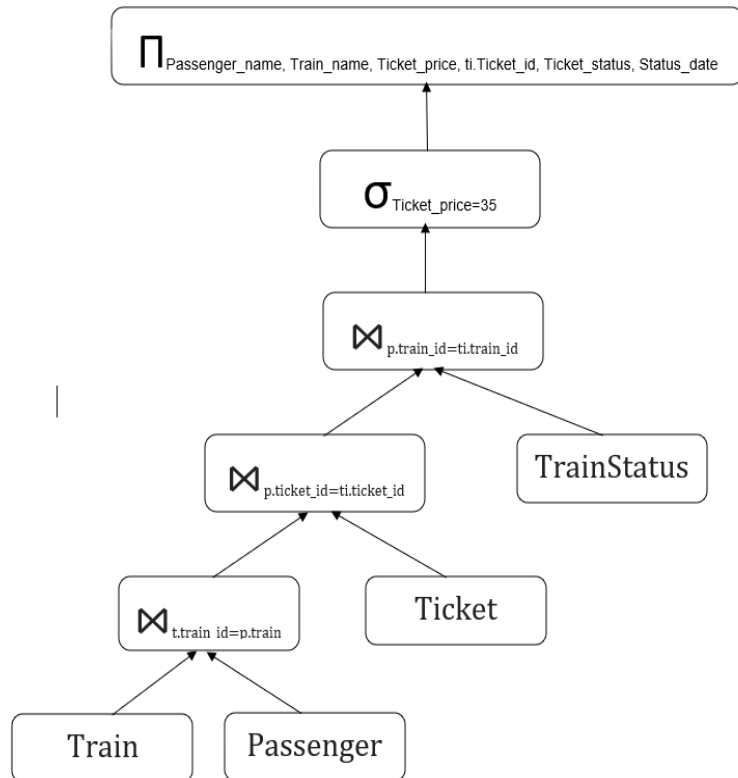 ∏Passenger_name, Train_name, Ticket_price, ti.Ticket_id, Ticket_status, Status_date
σTicket_price=35
⋈ p.train_id=ti.train_id
⋈ p.ticket_id=ti.ticket_id
TrainStatus
⋈ t.train_id=p.train
Ticket
Train
Passenger